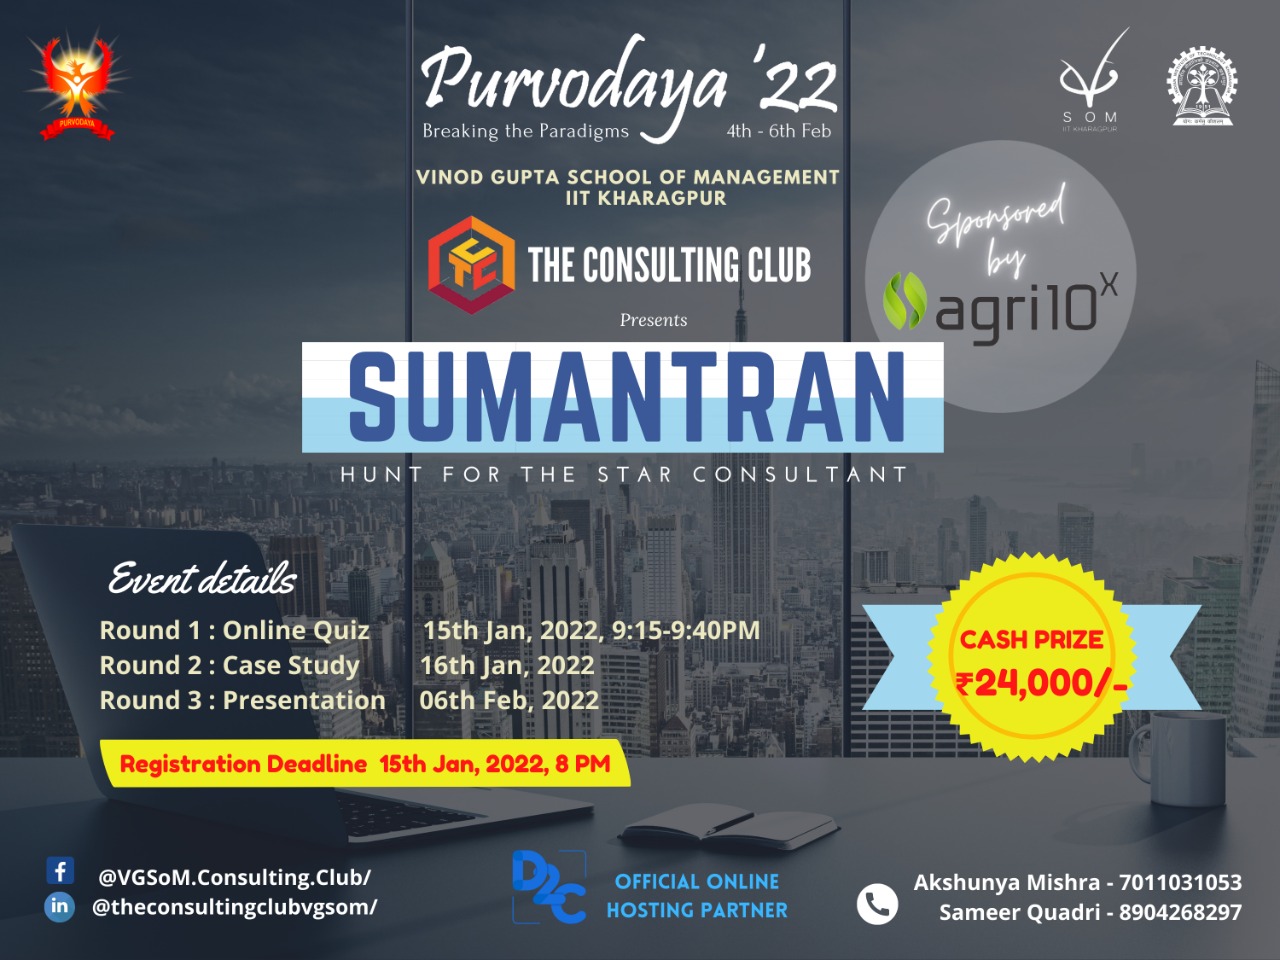 PURVODAYA
Purvodaya '22
Breaking the Paradigms 4th - 6th Feb
VINOD GUPTA SCHOOL OF MANAGEMENT
IIT KHARAGPUR
SOM
IIT KHARAGPUR
TCC THE CONSULTING CLUB
Presents
Sponsored
by
agri10x
SUMANTRAN
HUNT FOR THE STAR CONSULTANT
Event details
Round 1 : Online Quiz 15th Jan, 2022, 9:15-9:40PM
Round 2 : Case Study 16th Jan, 2022
Round 3 : Presentation 06th Feb, 2022
Registration Deadline 15th Jan, 2022, 8 PM
CASH PRIZE
₹24,000/-
@VGSoM.Consulting.Club/
@theconsultingclubvgsom/
D2C
OFFICIAL ONLINE
HOSTING PARTNER
Akshunya Mishra - 7011031053
Sameer Quadri - 8904268297